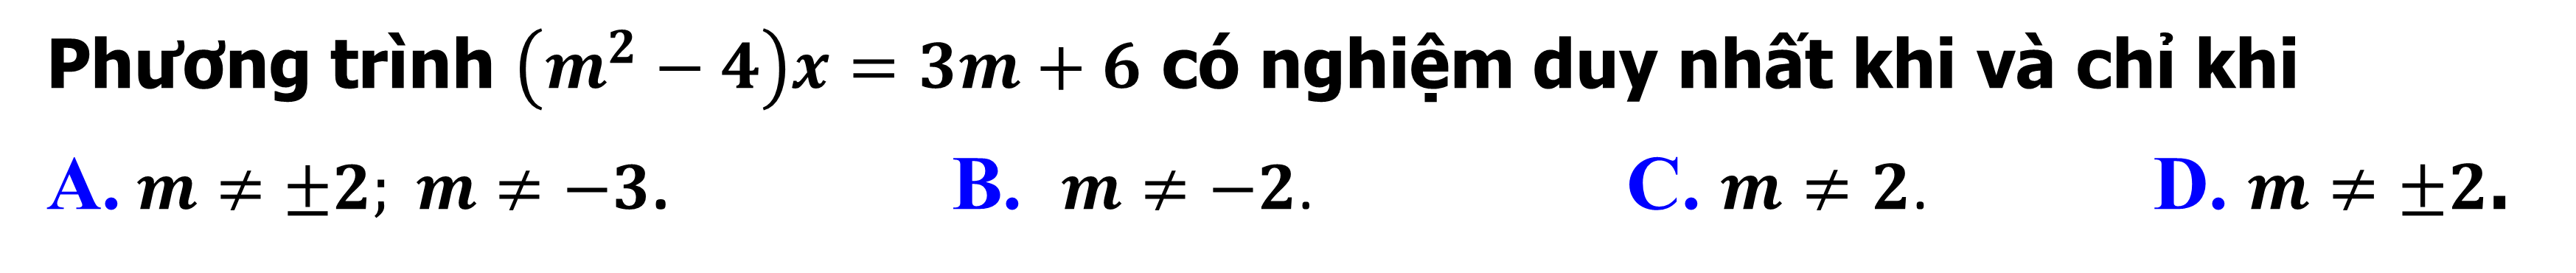 Phương trình (m² − 4)x = 3m + 6 có nghiệm duy nhất khi và chỉ khi
A. m ≠ ±2; m ≠ −3. B. m ≠ −2. C. m ≠ 2. D. m ≠ ±2.